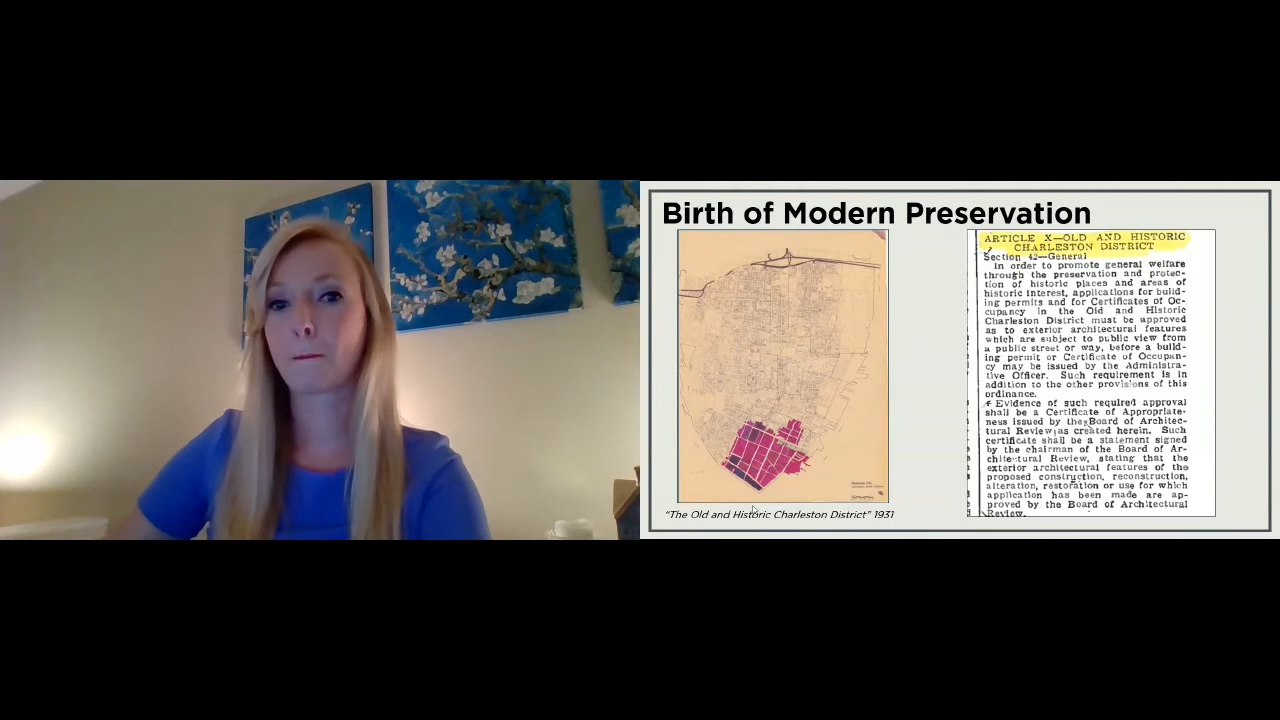 Birth of Modern Preservation
ARTICLE X—OLD AND HISTORIC
CHARLESTON DISTRICT
Section 42—General
In order to promote general welfare
through the preservation and protec-
tion of historic places and areas of
historic interest, applications for build-
ing permits and for Certificates of Oc-
cupancy in the Old and Historic
Charleston District must be approved
as to exterior architectural features
which are subject to public view from
a public street or way, before a build-
ing permit or Certificate of Occupan-
cy may be issued by the Administra-
tive Officer. Such requirement is in
addition to the other provisions of this
ordinance.
Evidence of such required approval
shall be a Certificate of Appropriate-
ness issued by the Board of Architec-
tural Review as created herein. Such
certificate shall be a statement signed
by the chairman of the Board of Ar-
chitectural Review, stating that the
exterior architectural features of the
proposed construction, reconstruction,
alteration, restoration or use for which
application has been made are ap-
proved by the Board of Architectural
Review.
"The Old and Historic Charleston District" 1931